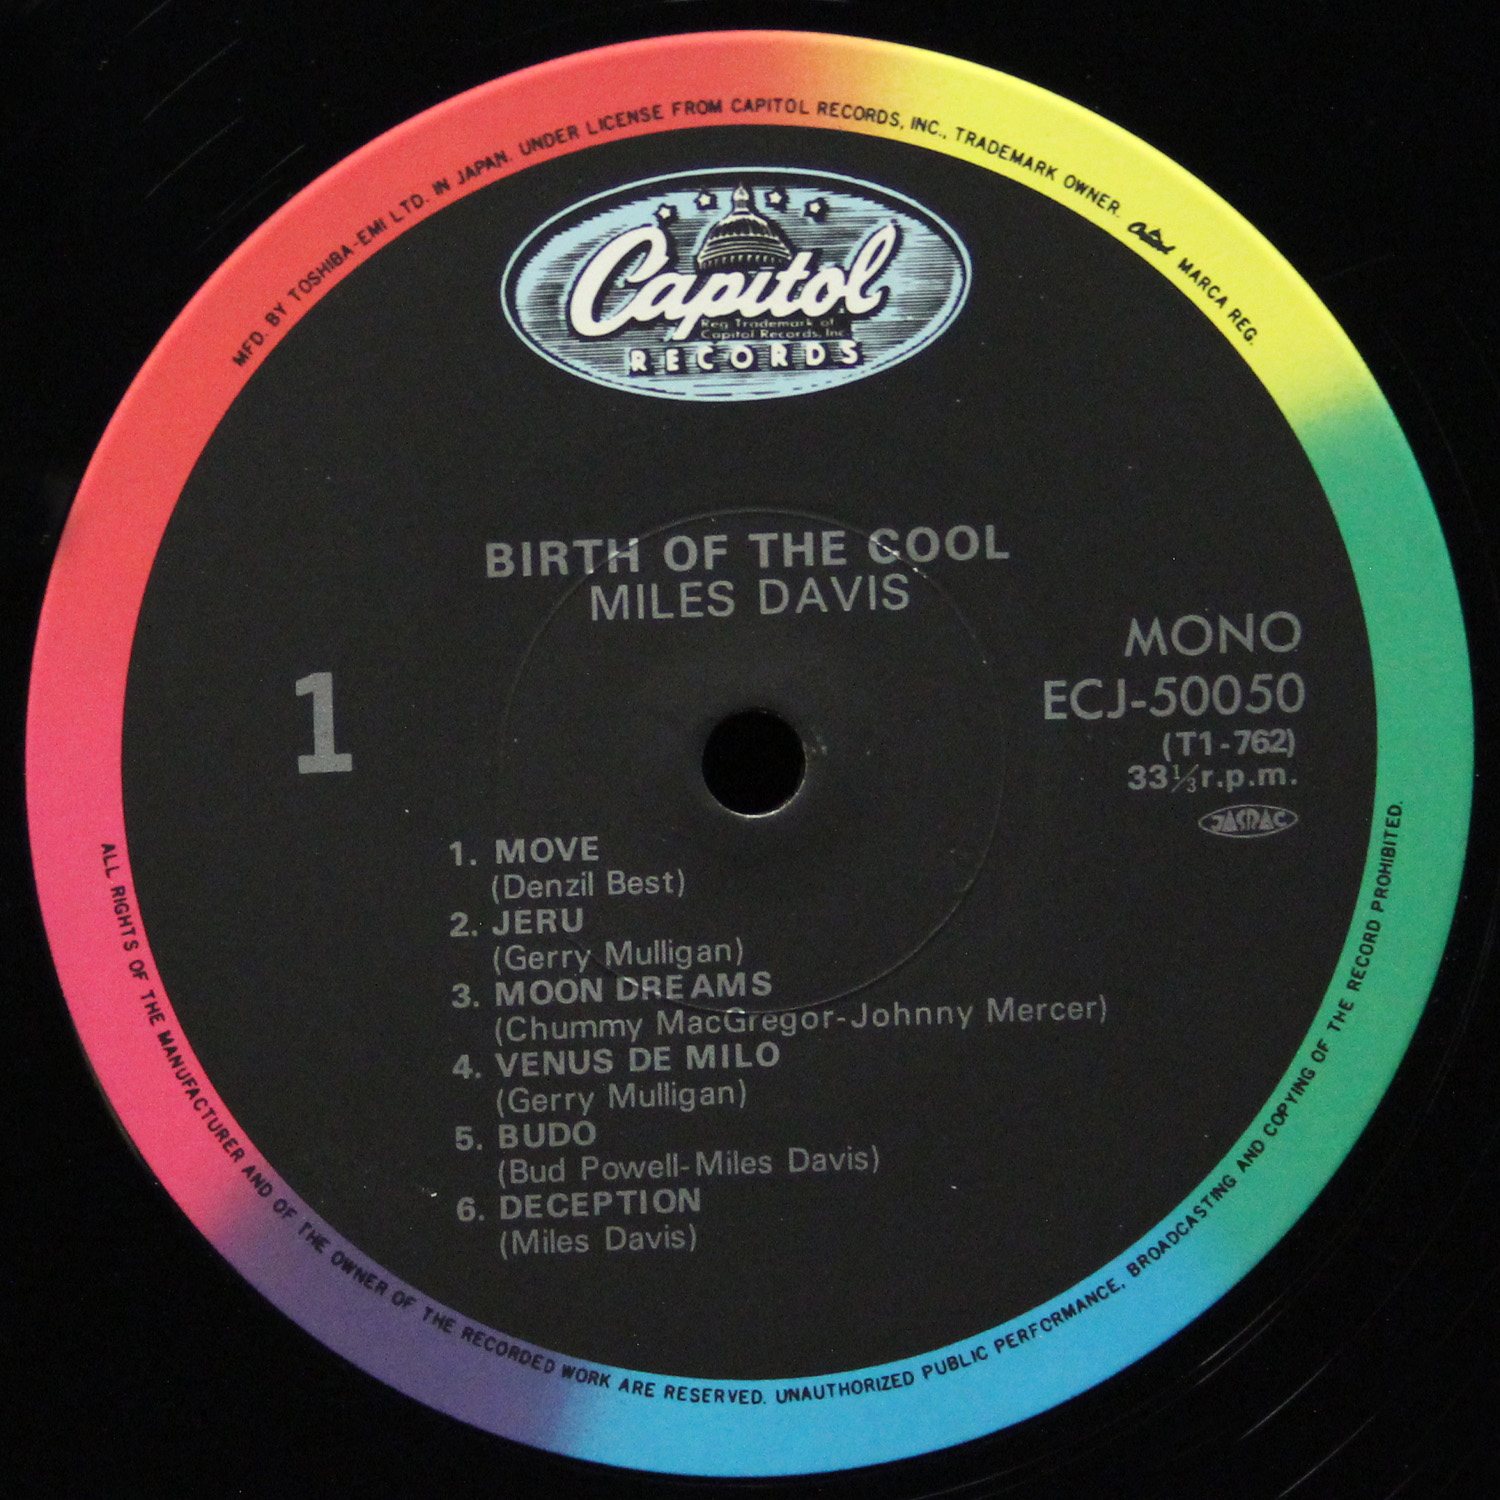 MFD. BY TOSHIBA-EMI LTD. IN JAPAN. UNDER LICENSE FROM CAPITOL RECORDS, INC., TRADEMARK OWNER. Capitol MARCA REG.
Capitol
Reg. Trademark of
Capitol Records, Inc.
RECORDS
BIRTH OF THE COOL
MILES DAVIS
MONO
ECJ-50050
(T1-762)
33⅓ r.p.m.
JASRAC
1
1. MOVE
(Denzil Best)
2. JERU
(Gerry Mulligan)
3. MOON DREAMS
(Chummy MacGregor-Johnny Mercer)
4. VENUS DE MILO
(Gerry Mulligan)
5. BUDO
(Bud Powell-Miles Davis)
6. DECEPTION
(Miles Davis)
ALL RIGHTS OF THE MANUFACTURER AND OF THE OWNER OF THE RECORDED WORK ARE RESERVED. UNAUTHORIZED PUBLIC PERFORMANCE, BROADCASTING AND COPYING OF THE RECORD PROHIBITED.